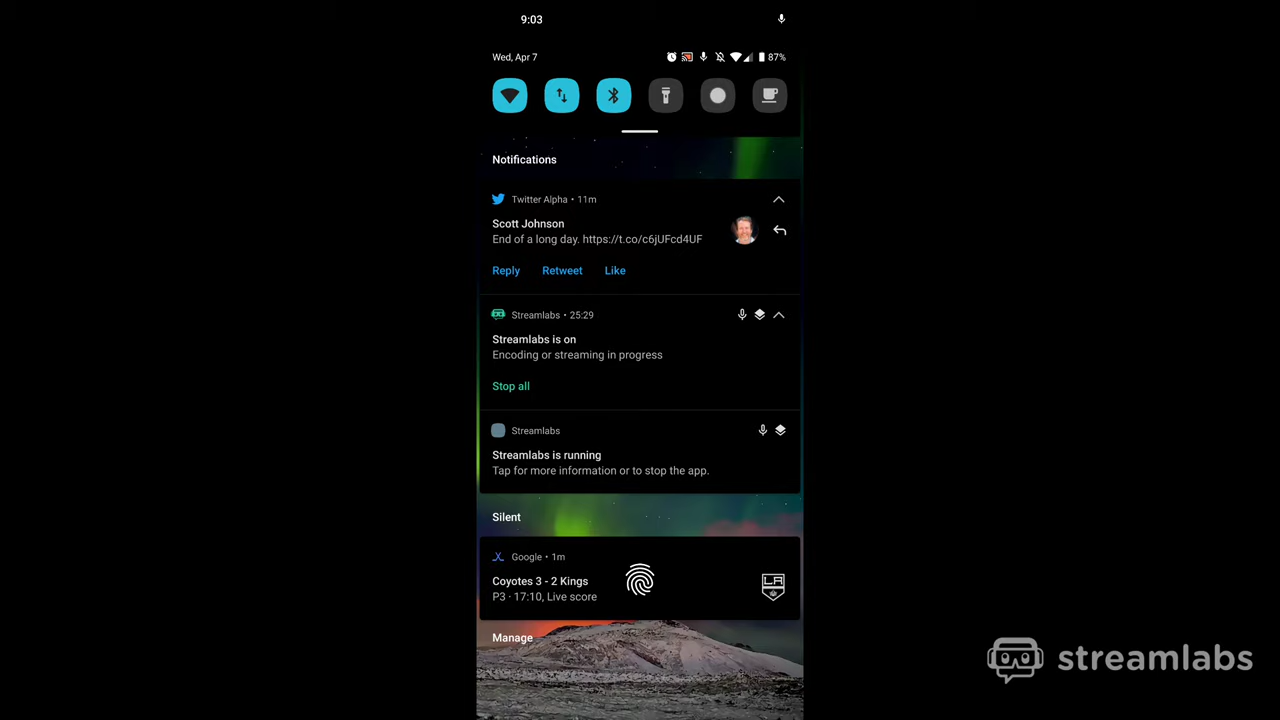 9:03
Wed, Apr 7
87%
Notifications
Twitter Alpha • 11m
Scott Johnson
End of a long day. https://t.co/c6jUFcd4UF
Reply Retweet Like
Streamlabs • 25:29
Streamlabs is on
Encoding or streaming in progress
Stop all
Streamlabs
Streamlabs is running
Tap for more information or to stop the app.
Silent
Google • 1m
Coyotes 3 - 2 Kings
P3 · 17:10, Live score
LA
Manage
streamlabs